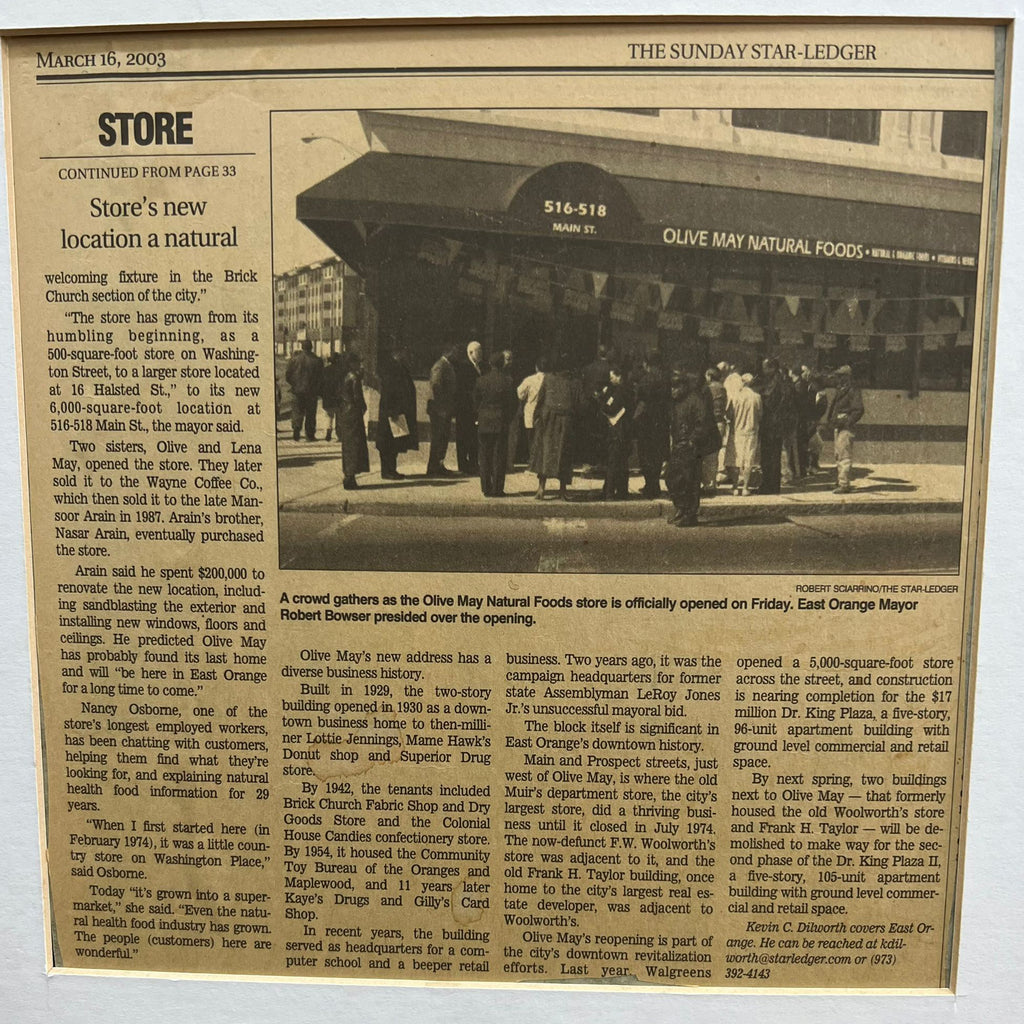 MARCH 16, 2003
THE SUNDAY STAR-LEDGER
STORE
CONTINUED FROM PAGE 33
Store's new
location a natural
welcoming fixture in the Brick
Church section of the city."
"The store has grown from its
humbling beginning, as a
500-square-foot store on Washing-
ton Street, to a larger store located
at 16 Halsted St.," to its new
6,000-square-foot location at
516-518 Main St., the mayor said.
Two sisters, Olive and Lena
May, opened the store. They later
sold it to the Wayne Coffee Co.,
which then sold it to the late Man-
soor Arain in 1987. Arain's brother,
Nasar Arain, eventually purchased
the store.
Arain said he spent $200,000 to
renovate the new location, includ-
ing sandblasting the exterior and
installing new windows, floors and
ceilings. He predicted Olive May
has probably found its last home
and will "be here in East Orange
for a long time to come."
Nancy Osborne, one of the
store's longest employed workers,
has been chatting with customers,
helping them find what they're
looking for, and explaining natural
health food information for 29
years.
"When I first started here (in
February 1974), it was a little coun-
try store on Washington Place,"
said Osborne.
Today "it's grown into a super-
market," she said. "Even the natu-
ral health food industry has grown.
The people (customers) here are
wonderful."
516-518
MAIN ST.
OLIVE MAY NATURAL FOODS • NATURAL & ORGANIC FOODS • VITAMINS & HERBS
ROBERT SCIARRINO/THE STAR-LEDGER
A crowd gathers as the Olive May Natural Foods store is officially opened on Friday. East Orange Mayor
Robert Bowser presided over the opening.
Olive May's new address has a
diverse business history.
Built in 1929, the two-story
building opened in 1930 as a down-
town business home to then-milli-
ner Lottie Jennings, Mame Hawk's
Donut shop and Superior Drug
store.
By 1942, the tenants included
Brick Church Fabric Shop and Dry
Goods Store and the Colonial
House Candies confectionery store.
By 1954, it housed the Community
Toy Bureau of the Oranges and
Maplewood, and 11 years later
Kaye's Drugs and Gilly's Card
Shop.
In recent years, the building
served as headquarters for a com-
puter school and a beeper retail
business. Two years ago, it was the
campaign headquarters for former
state Assemblyman LeRoy Jones
Jr.'s unsuccessful mayoral bid.
The block itself is significant in
East Orange's downtown history.
Main and Prospect streets, just
west of Olive May, is where the old
Muir's department store, the city's
largest store, did a thriving busi-
ness until it closed in July 1974.
The now-defunct F.W. Woolworth's
store was adjacent to it, and the
old Frank H. Taylor building, once
home to the city's largest real es-
tate developer, was adjacent to
Woolworth's.
Olive May's reopening is part of
the city's downtown revitalization
efforts. Last year, Walgreens
opened a 5,000-square-foot store
across the street, and construction
is nearing completion for the $17
million Dr. King Plaza, a five-story,
96-unit apartment building with
ground level commercial and retail
space.
By next spring, two buildings
next to Olive May — that formerly
housed the old Woolworth's store
and Frank H. Taylor — will be de-
molished to make way for the sec-
ond phase of the Dr. King Plaza II,
a five-story, 105-unit apartment
building with ground level commer-
cial and retail space.
Kevin C. Dilworth covers East Or-
ange. He can be reached at kdil-
worth@starledger.com or (973)
392-4143